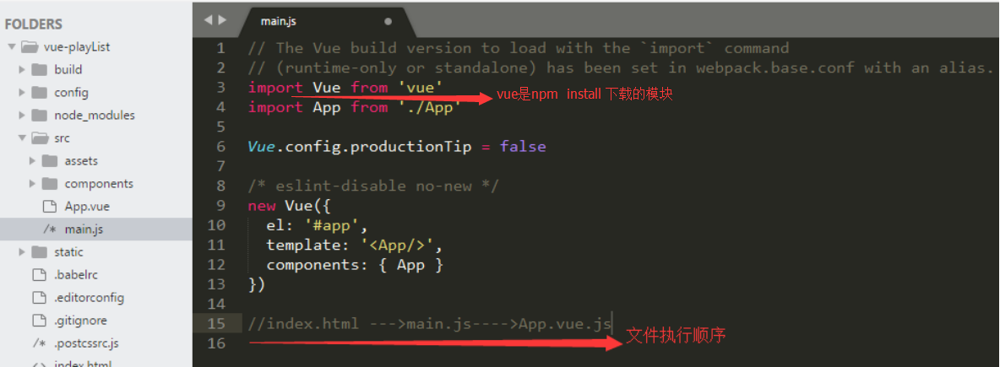 FOLDERS
vue-playList
build
config
node_modules
src
assets
components
App.vue
/* main.js
static
.babelrc
.editorconfig
.gitignore
/* .postcssrc.js
<> index.html
main.js
1 // The Vue build version to load with the `import` command
2 // (runtime-only or standalone) has been set in webpack.base.conf with an alias.
3 import Vue from 'vue'
vue是npm install 下载的模块
4 import App from './App'
5
6 Vue.config.productionTip = false
7
8 /* eslint-disable no-new */
9 new Vue({
10 el: '#app',
11 template: '<App/>',
12 components: { App }
13 })
14
15 //index.html --->main.js---->App.vue.js
文件执行顺序
16